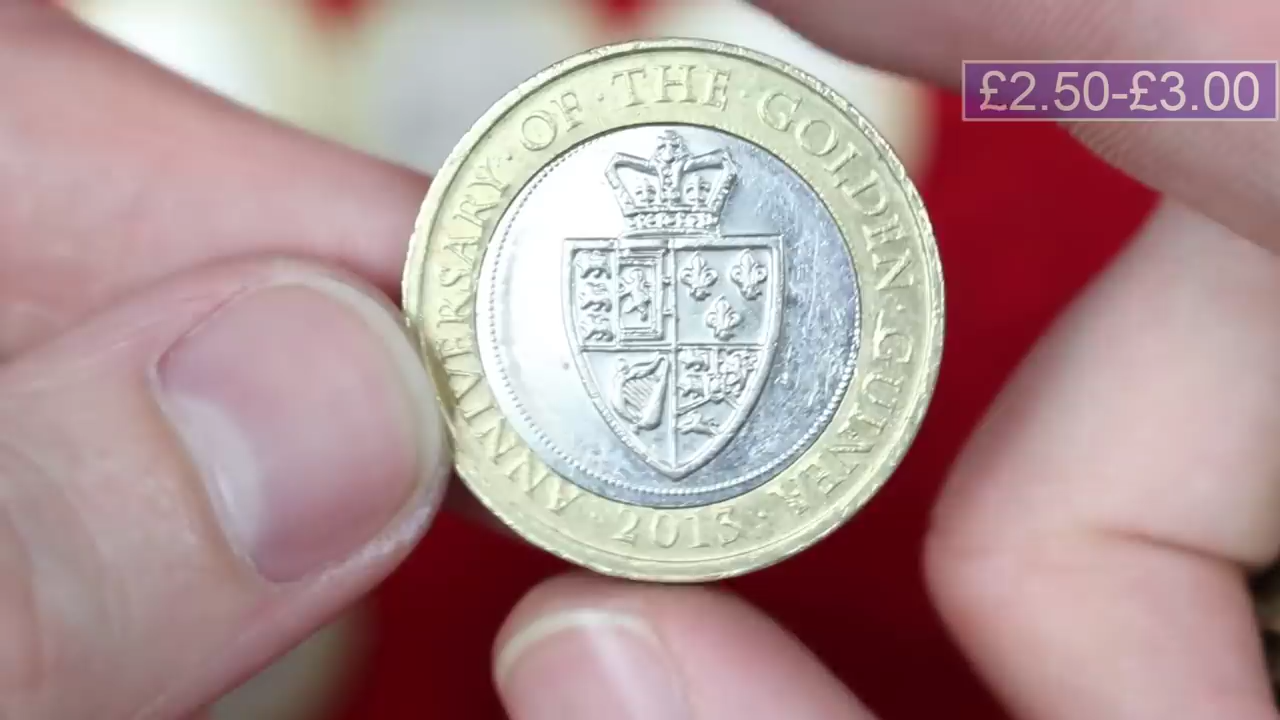 £2.50-£3.00
ANNIVERSARY · OF · THE · GOLDEN · GUINEA · 2013 ·